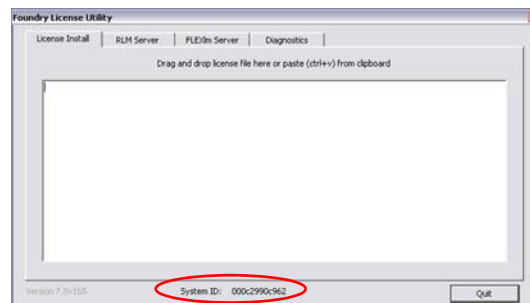 Foundry License Utility
License Install RLM Server FLEXlm Server Diagnostics
Drag and drop license file here or paste (ctrl+v) from clipboard
Version 7.0v1b5 System ID: 000c2990c962 Quit